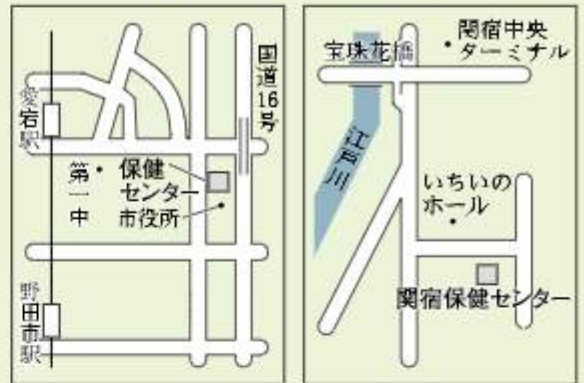 国道16号
愛宕駅
第一中
保健
センター
市役所
野田市駅
関宿中央
ターミナル
宝珠花橋
江戸川
いちいの
ホール
関宿保健センター